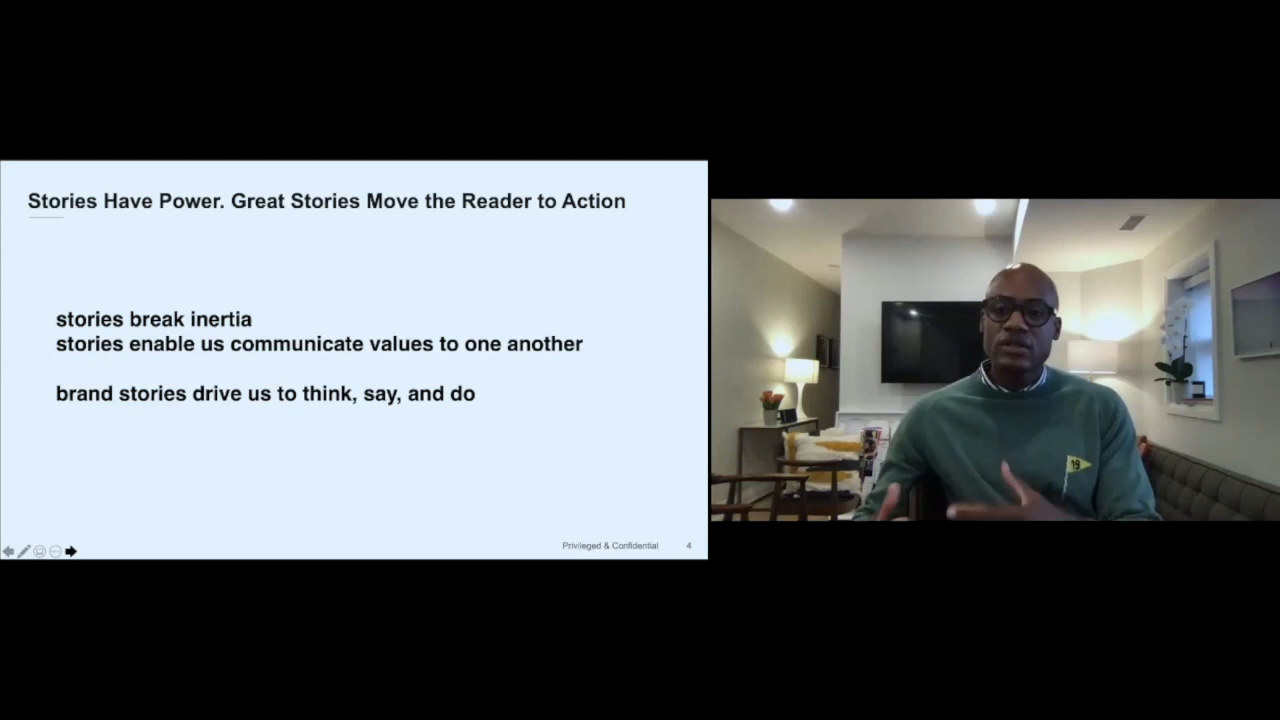 Stories Have Power. Great Stories Move the Reader to Action
stories break inertia
stories enable us communicate values to one another
brand stories drive us to think, say, and do
Privileged & Confidential 4
19